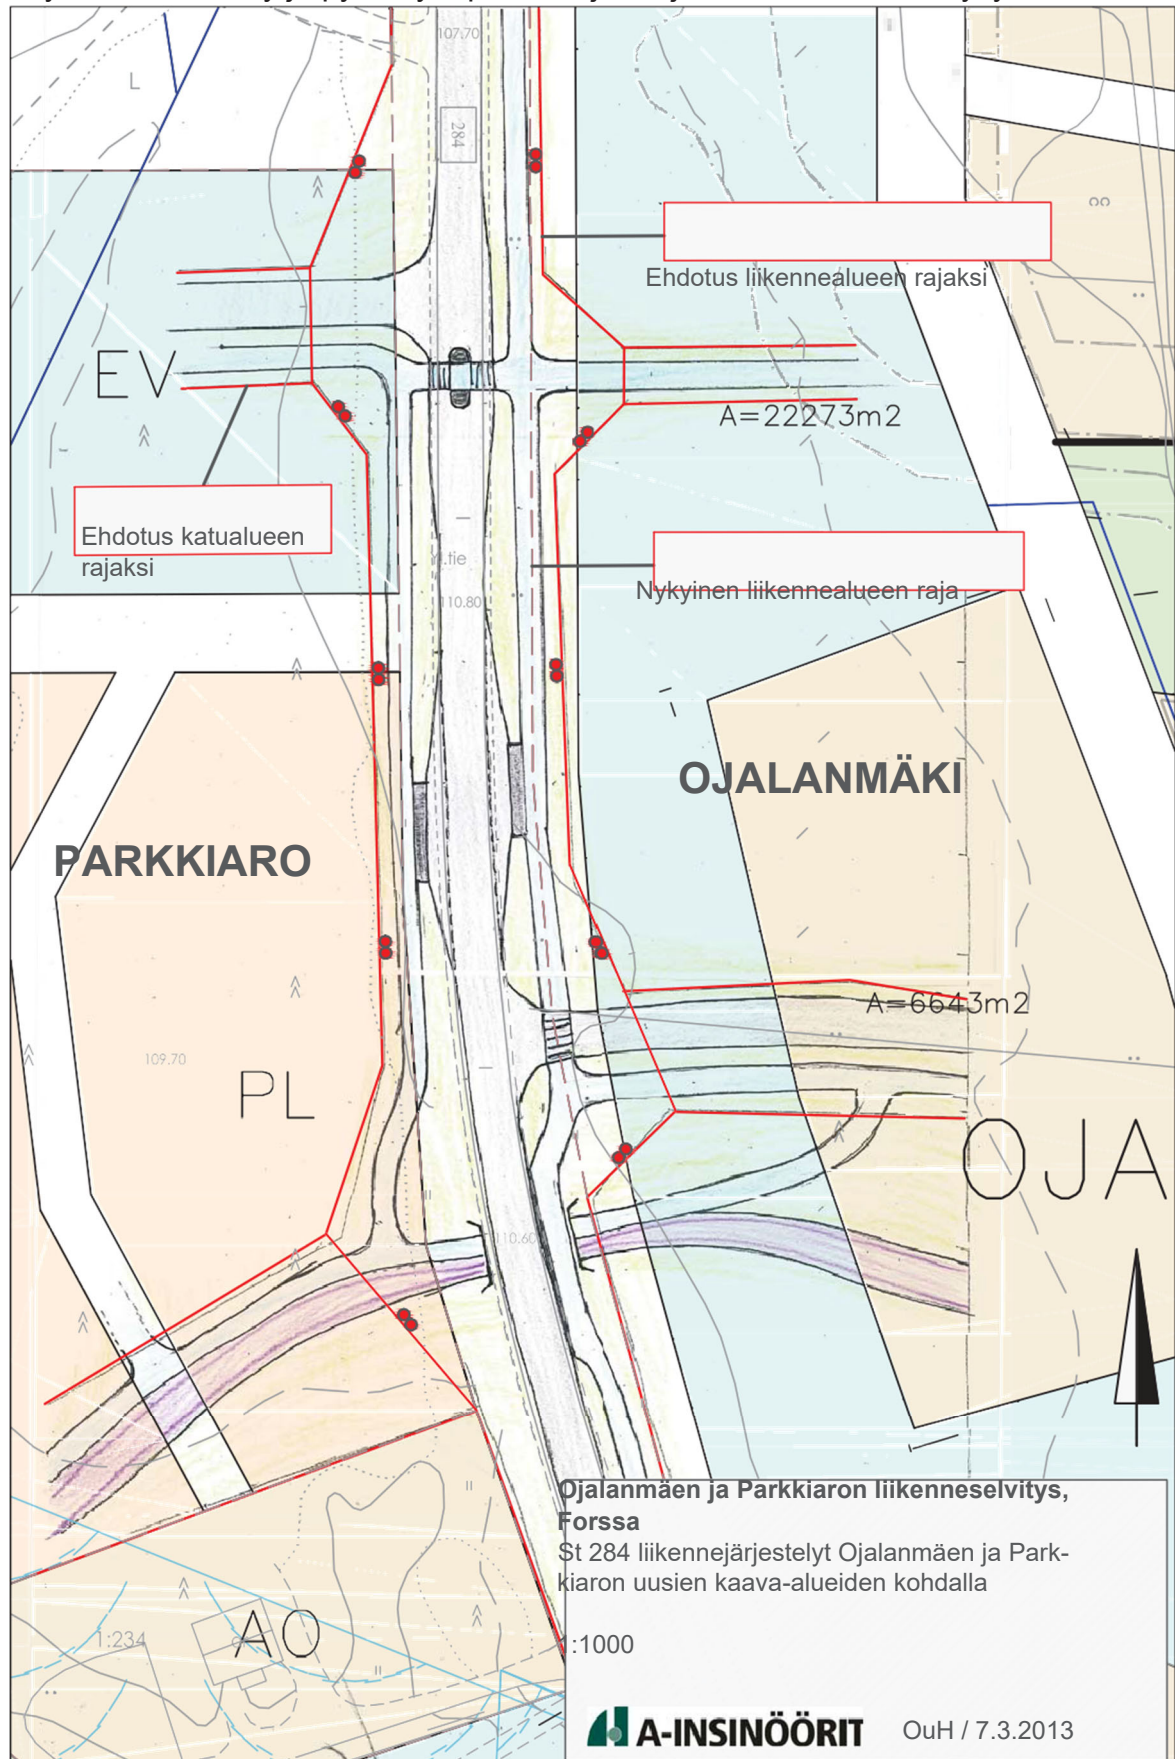 107.70
L
284
Ehdotus liikennealueen rajaksi
EV
A=22273m2
Ehdotus katualueen
rajaksi
.tie
Nykyinen liikennealueen raja
110.80
OJALANMÄKI
PARKKIARO
A=6643m2
109.70
PL
OJA
110.60
Ojalanmäen ja Parkkiaron liikenneselvitys,
Forssa
St 284 liikennejärjestelyt Ojalanmäen ja Park-
kiaron uusien kaava-alueiden kohdalla
AO
1:234
1:1000
A-INSINÖÖRIT
OuH / 7.3.2013